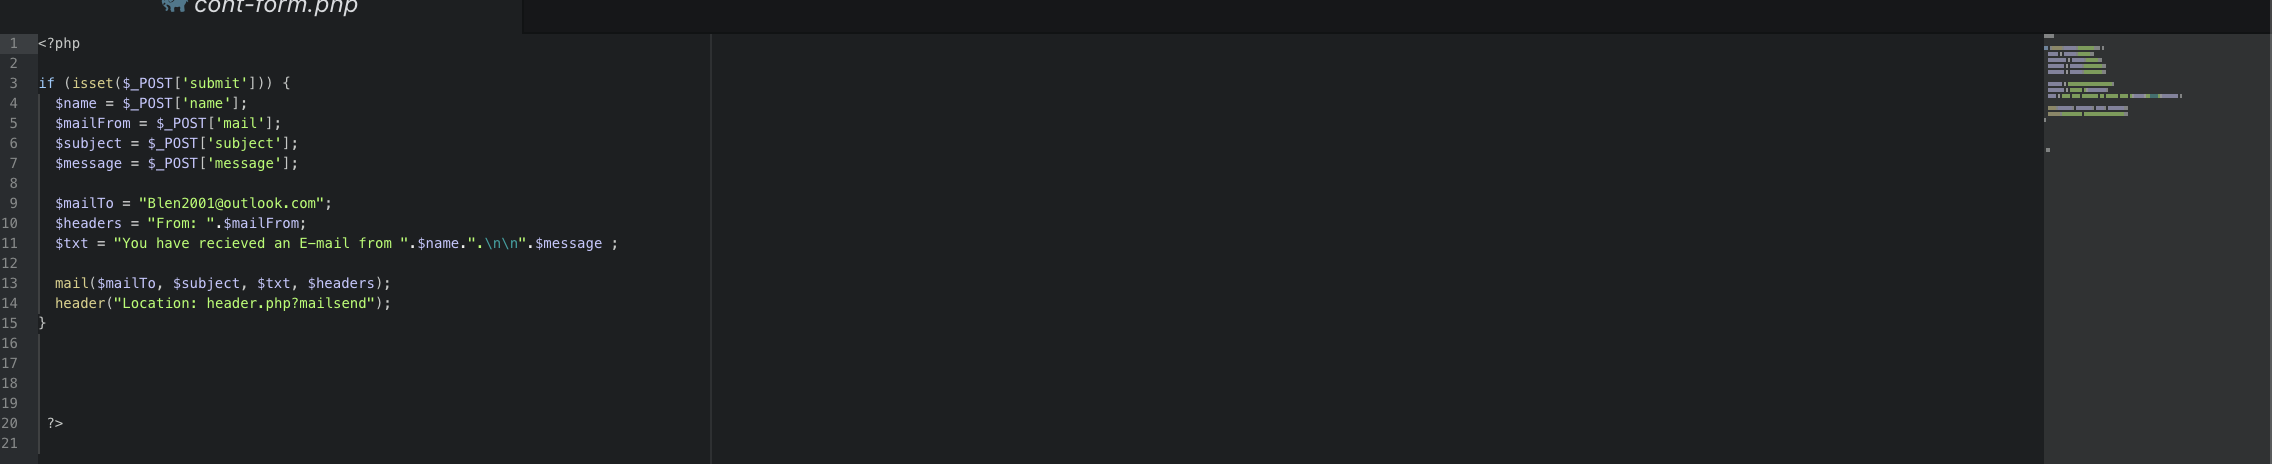 cont-form.php
1 <?php
2
3 if (isset($_POST['submit'])) {
4   $name = $_POST['name'];
5   $mailFrom = $_POST['mail'];
6   $subject = $_POST['subject'];
7   $message = $_POST['message'];
8
9   $mailTo = "Blen2001@outlook.com";
10   $headers = "From: ".$mailFrom;
11   $txt = "You have recieved an E-mail from ".$name.".\n\n".$message ;
12
13   mail($mailTo, $subject, $txt, $headers);
14   header("Location: header.php?mailsend");
15 }
16
17
18
19
20  ?>
21